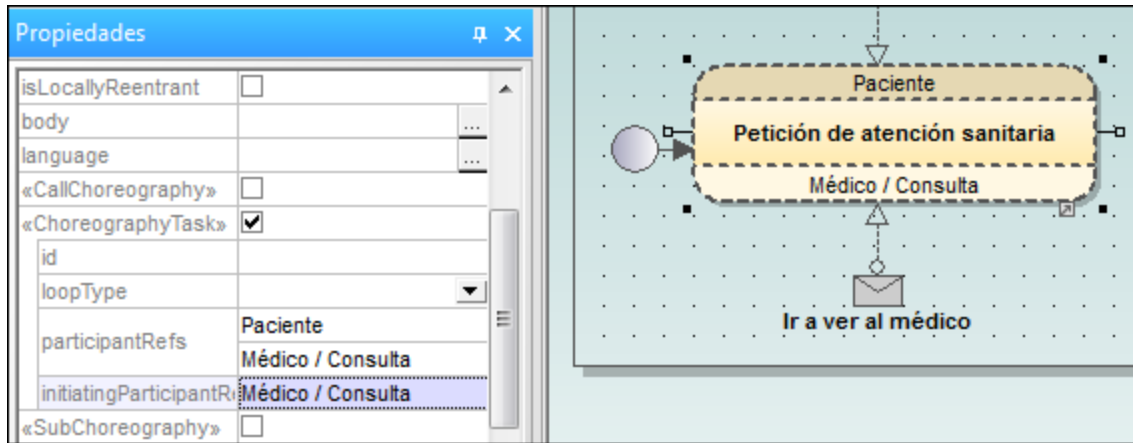 Propiedades
isLocallyReentrant
body
...
language
...
«CallChoreography»
«ChoreographyTask»
id
loopType
participantRefs
Paciente
Médico / Consulta
initiatingParticipantRe
Médico / Consulta
«SubChoreography»
Paciente
Petición de atención sanitaria
Médico / Consulta
Ir a ver al médico